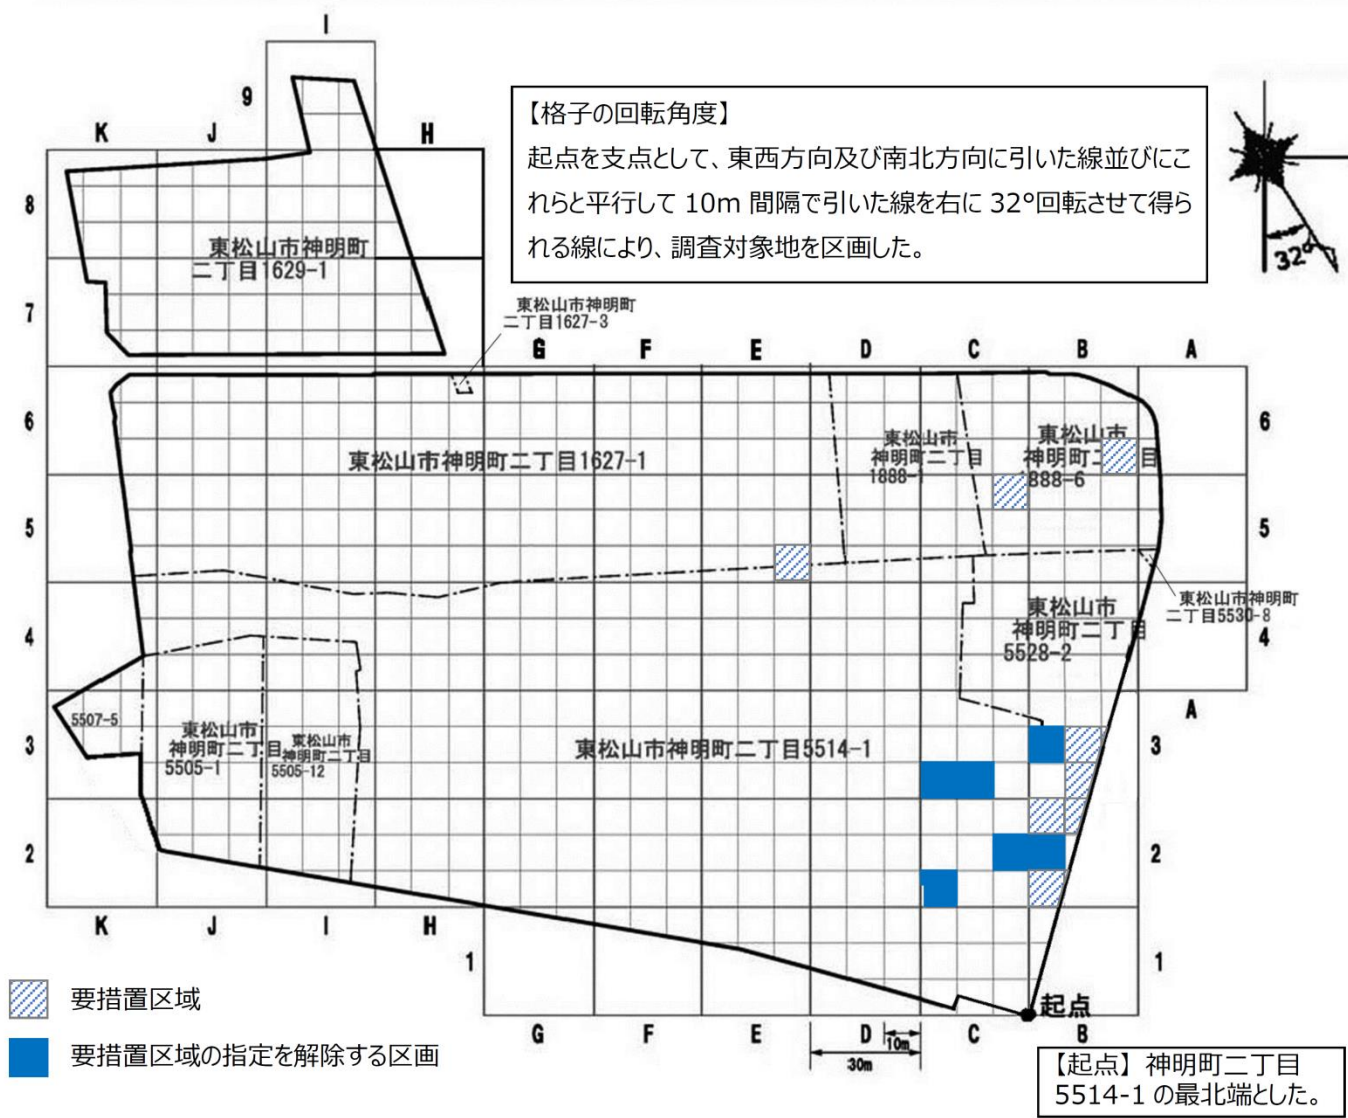 I
9
K
J
H
8
7
【格子の回転角度】
起点を支点として、東西方向及び南北方向に引いた線並びにこ
れらと平行して 10m 間隔で引いた線を右に 32°回転させて得ら
れる線により、調査対象地を区画した。
32°
東松山市神明町
二丁目1629-1
東松山市神明町
二丁目1627-3
G
F
E
D
C
B
A
6
6
東松山市神明町二丁目1627-1
東松山市
神明町二丁目
1888-1
東松山市
神明町二丁目
1888-6
5
5
東松山市神明町
二丁目5530-8
4
4
東松山市
神明町二丁目
5528-2
A
3
3
5507-5
東松山市
神明町二丁目
5505-1
東松山市
神明町二丁目
5505-12
東松山市神明町二丁目5514-1
2
2
K
J
I
H
1
1
起点
G
F
E
D
C
B
10m
30m
要措置区域
要措置区域の指定を解除する区画
【起点】 神明町二丁目
5514-1 の最北端とした。